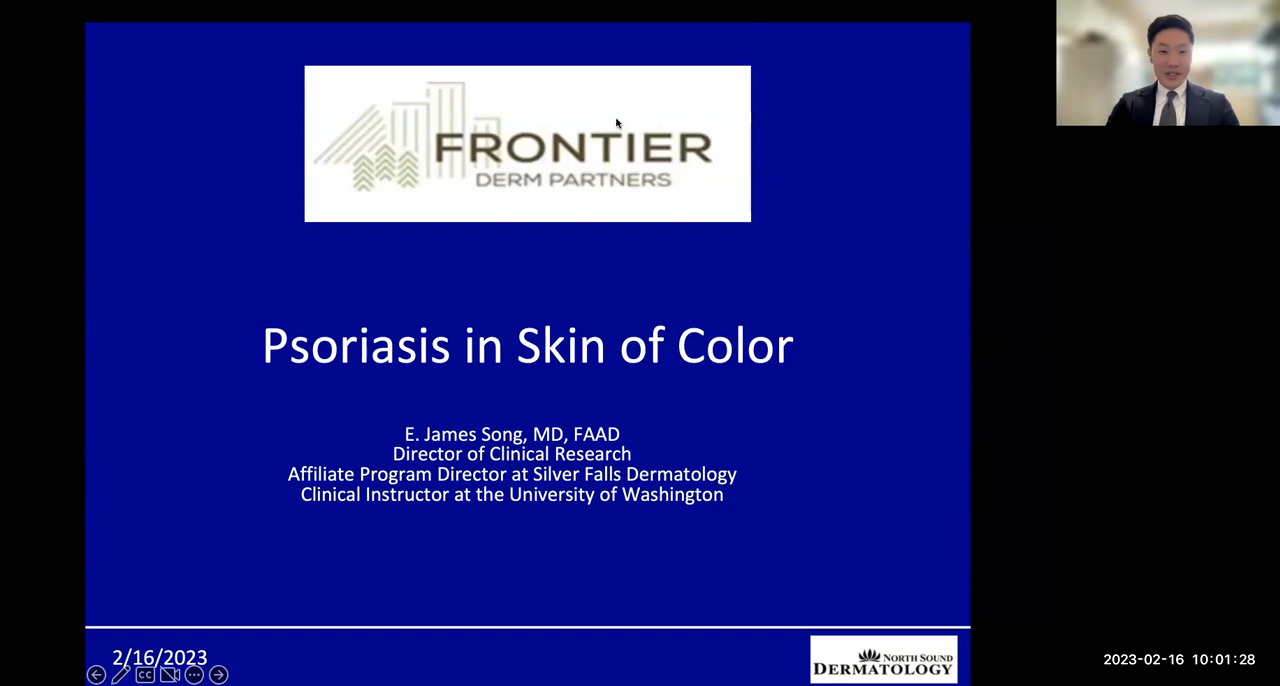 FRONTIER
DERM PARTNERS
Psoriasis in Skin of Color
E. James Song, MD, FAAD
Director of Clinical Research
Affiliate Program Director at Silver Falls Dermatology
Clinical Instructor at the University of Washington
2/16/2023
CC
NORTH SOUND
DERMATOLOGY
2023-02-16 10:01:28